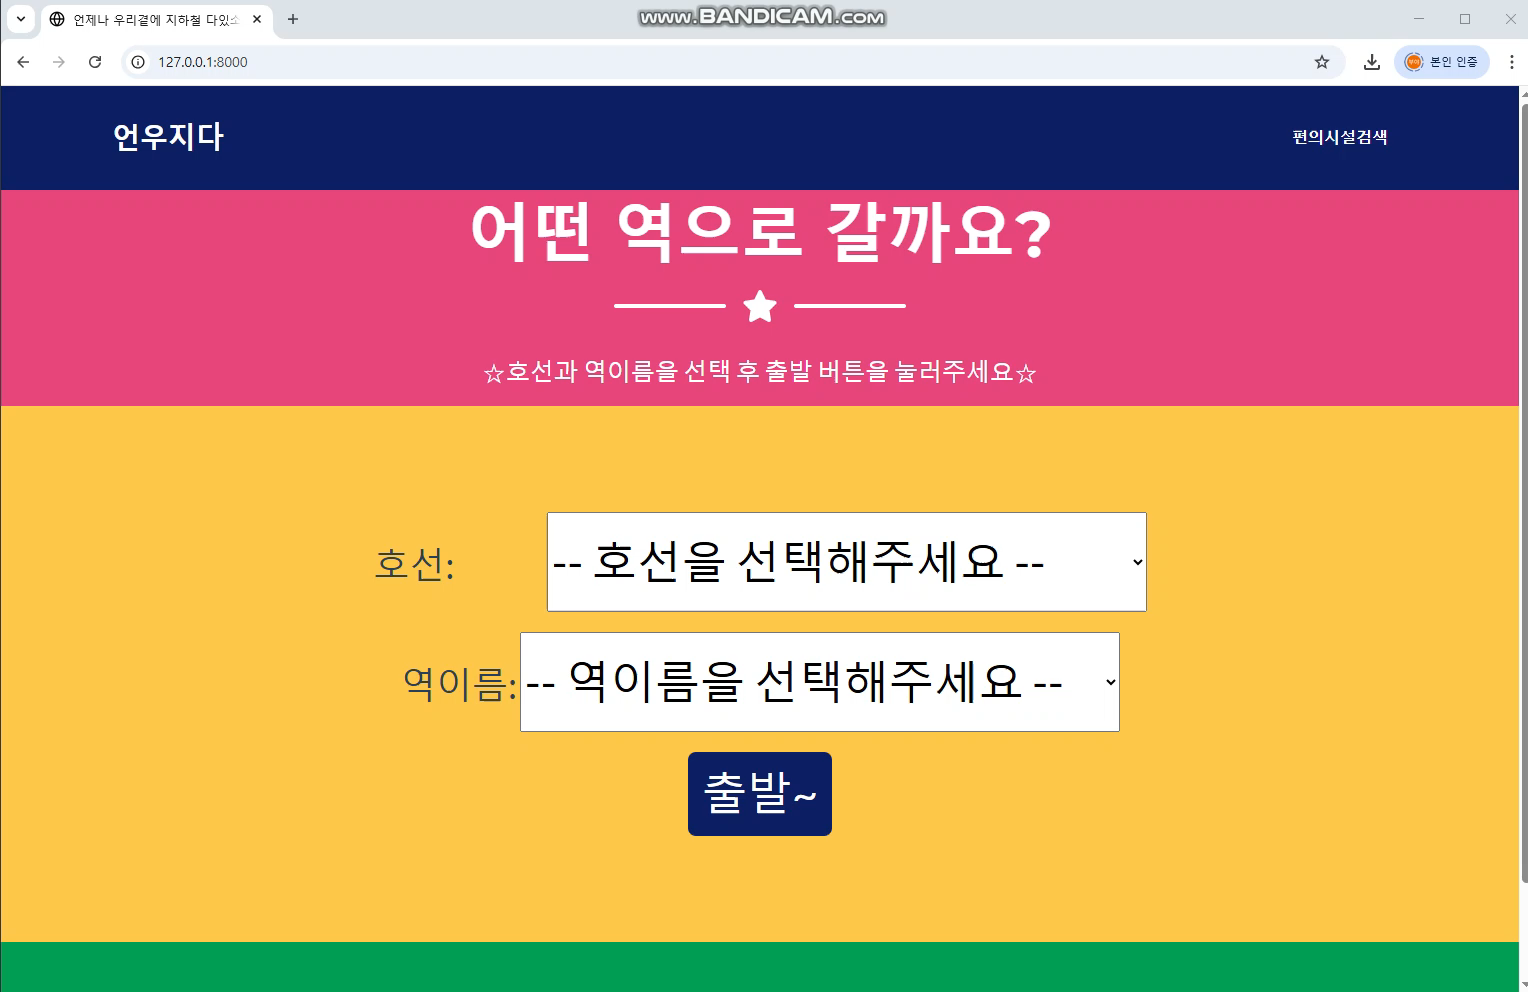 언제나 우리곁에 지하철 다있
www.BANDICAM.com
127.0.0.1:8000
본인 인증
언우지다
편의시설검색
어떤 역으로 갈까요?
☆호선과 역이름을 선택 후 출발 버튼을 눌러주세요☆
호선:
-- 호선을 선택해주세요 --
역이름:
-- 역이름을 선택해주세요 --
출발~